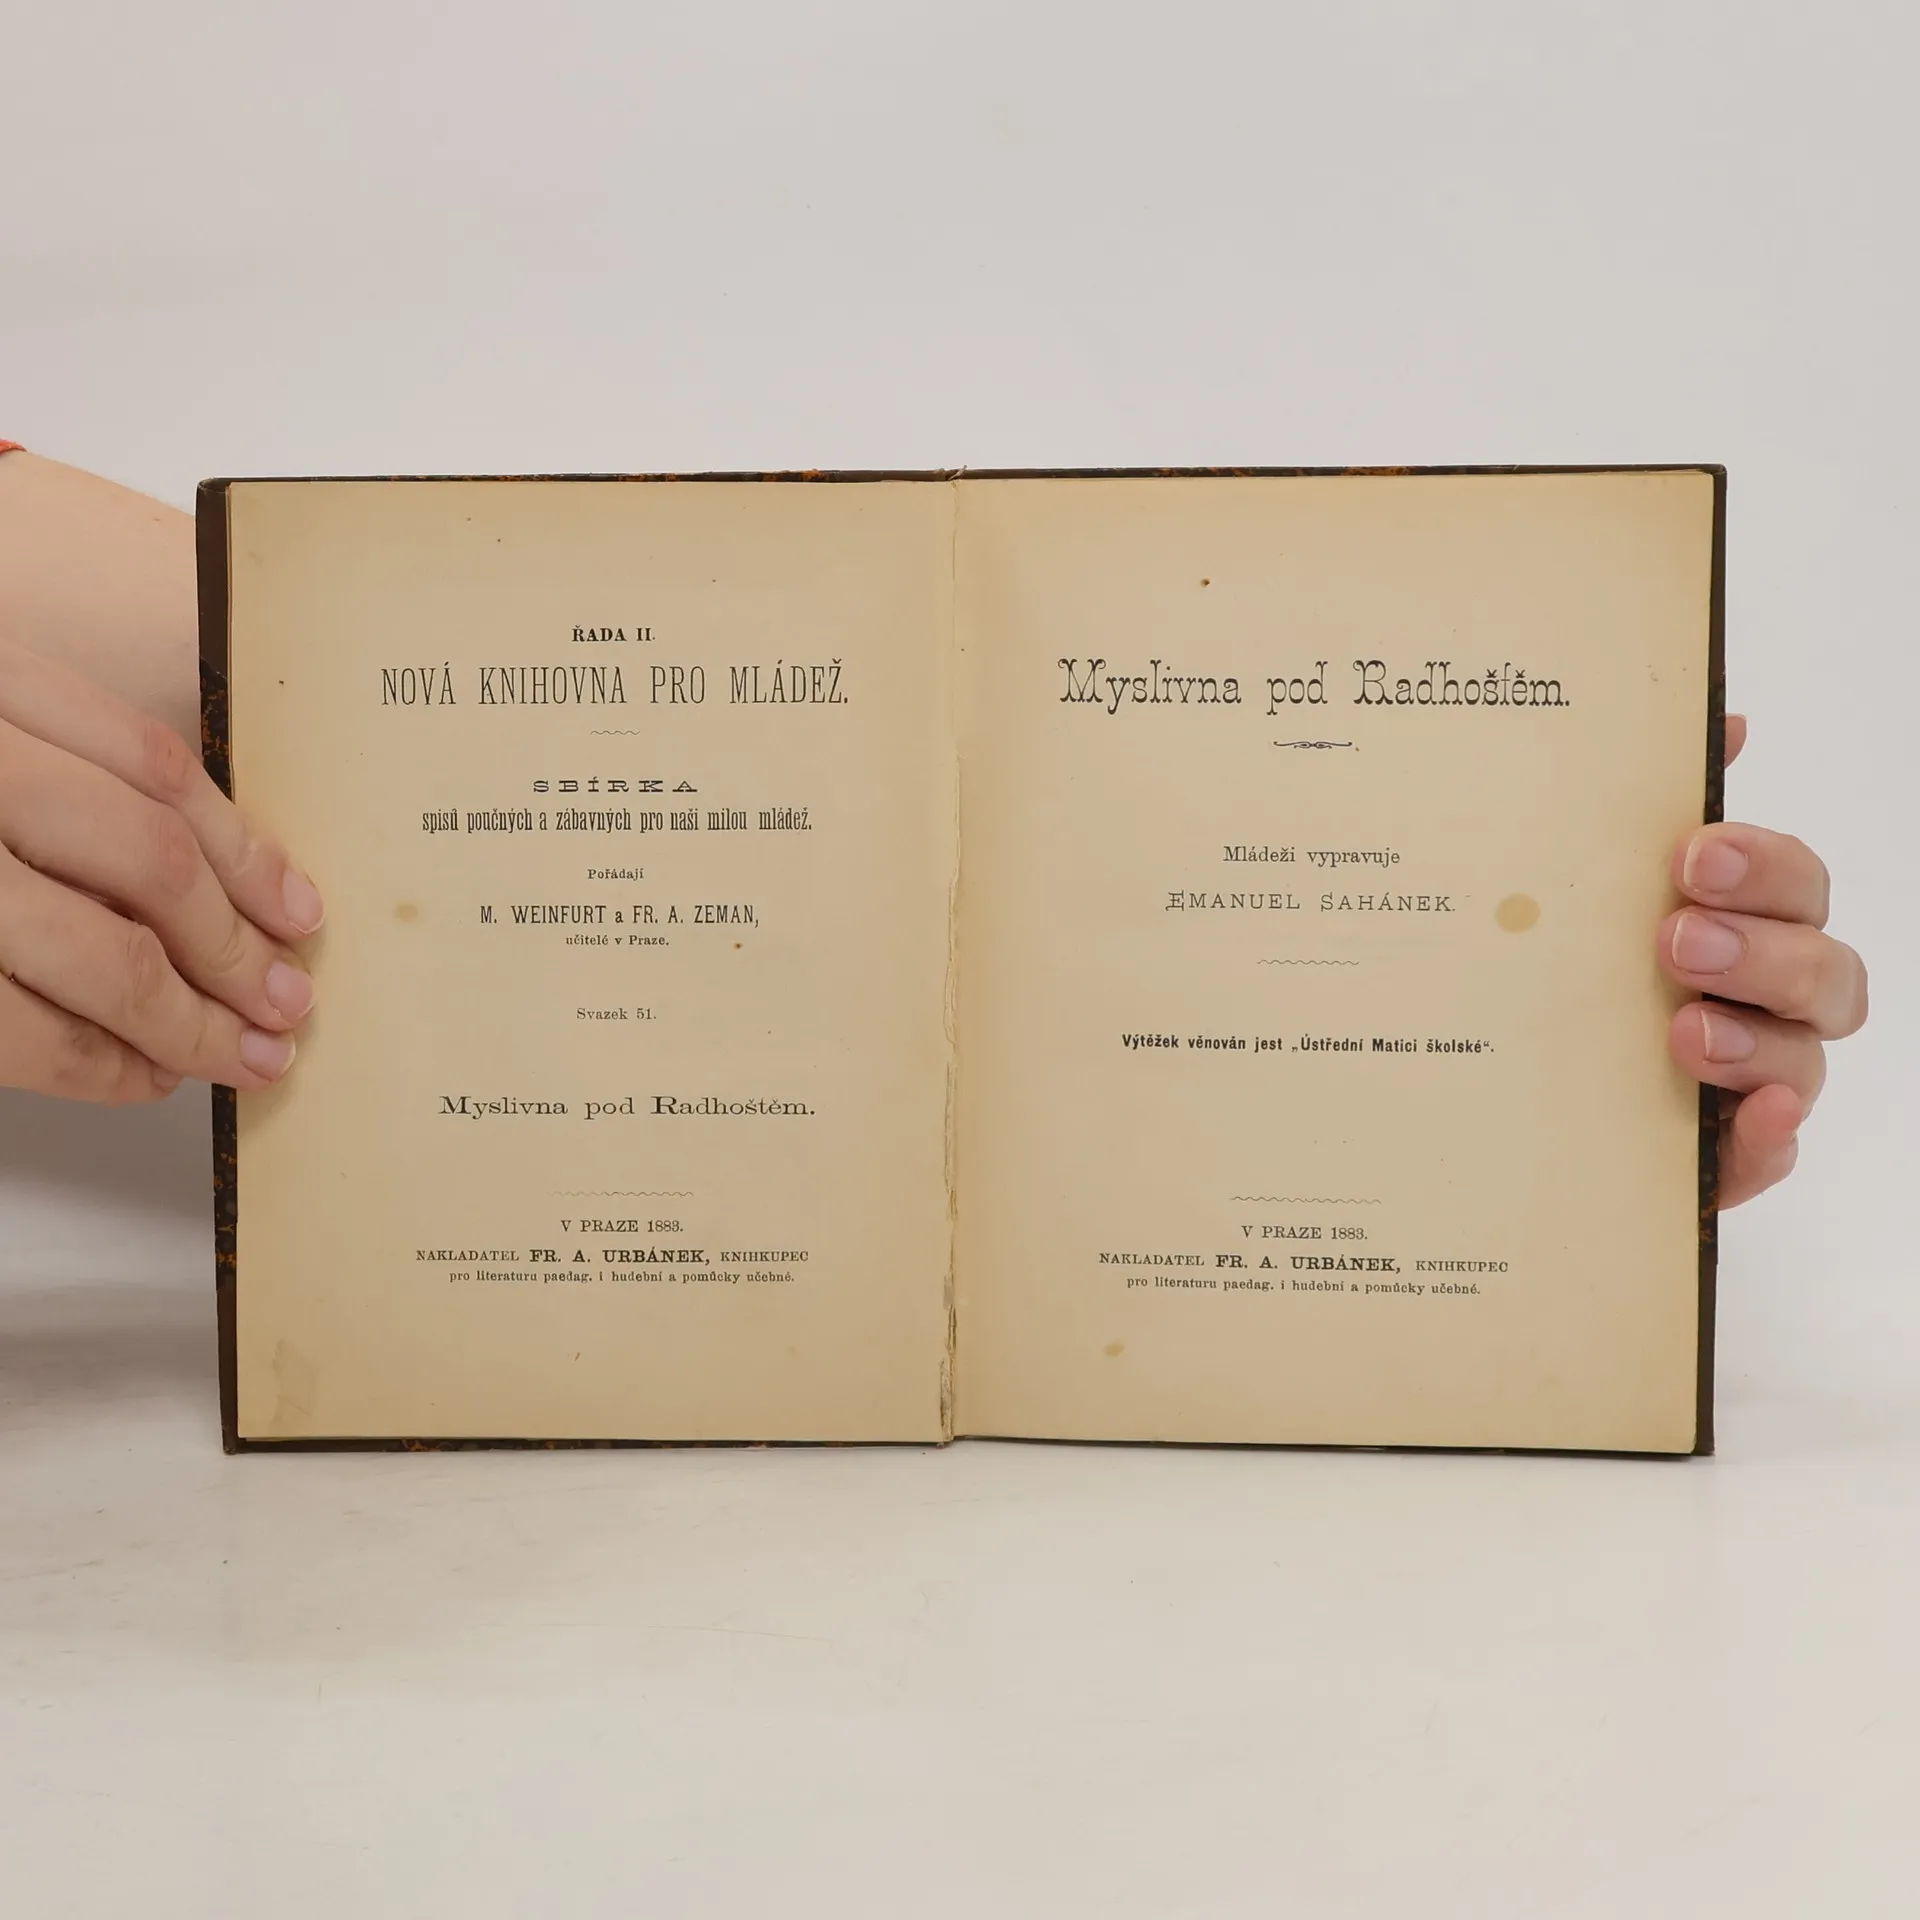 ŘADA II.
NOVÁ KNIHOVNA PRO MLÁDEŽ.
SBÍRKA
spisů poučných a zábavných pro naši milou mládež.
Pořádají
M. WEINFURT a FR. A. ZEMAN,
učitelé v Praze.
Svazek 51.
Myslivna pod Radhoštěm.
V PRAZE 1883.
NAKLADATEL FR. A. URBÁNEK, KNIHKUPEC
pro literaturu paedag. i hudební a pomůcky učebné.
Myslivna pod Radhoštěm.
Mládeži vypravuje
EMANUEL SAHÁNEK.
Výtěžek věnován jest „Ústřední Matici školské“.
V PRAZE 1883.
NAKLADATEL FR. A. URBÁNEK, KNIHKUPEC
pro literaturu paedag. i hudební a pomůcky učebné.